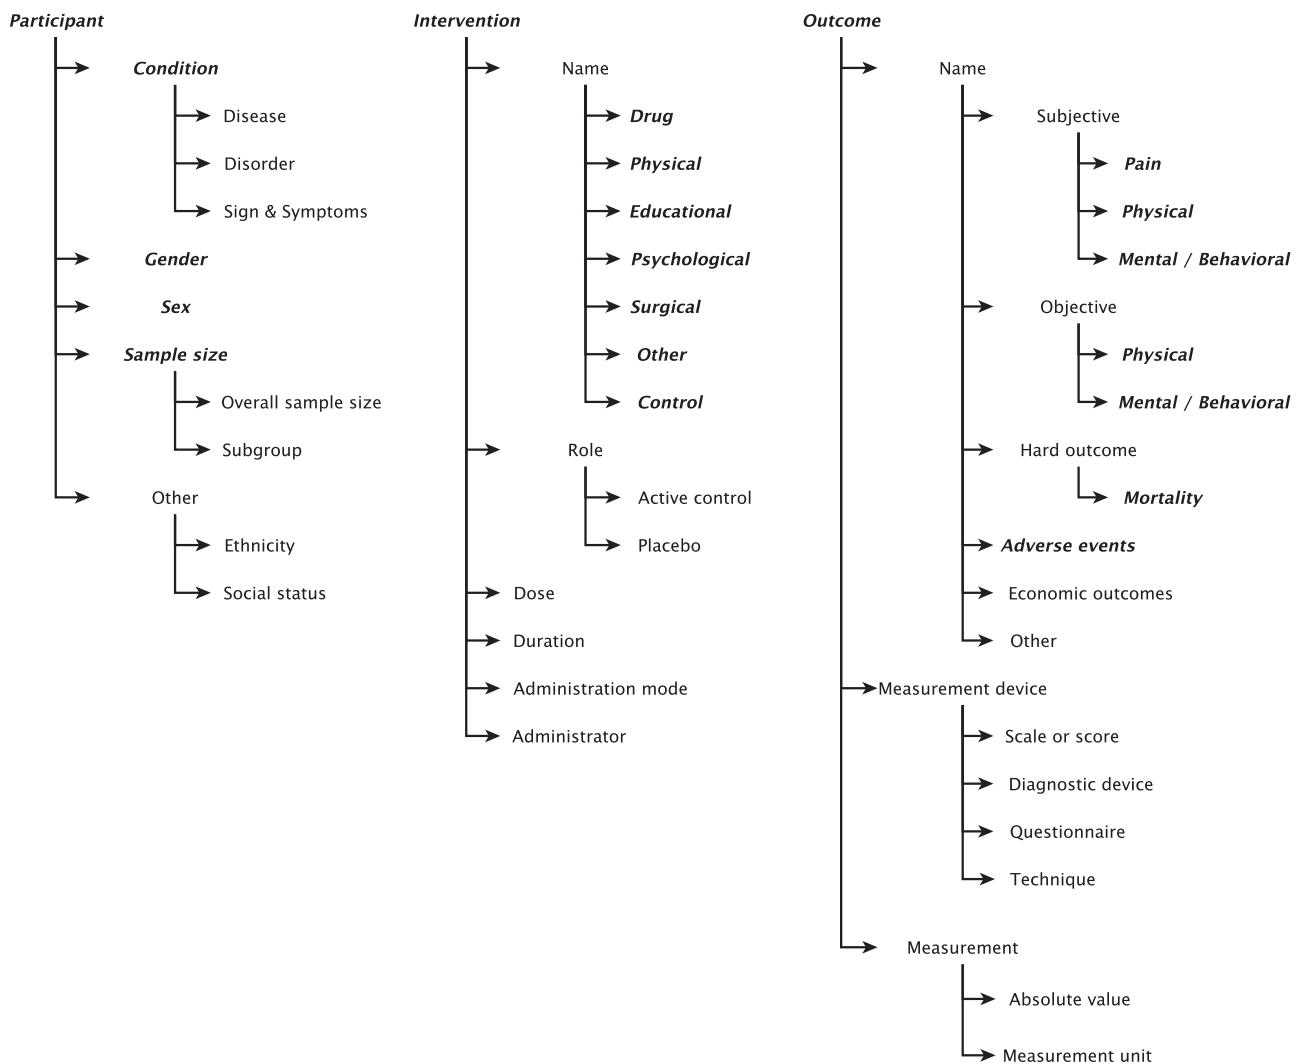 Participant
Condition
Disease
Disorder
Sign & Symptoms
Gender
Sex
Sample size
Overall sample size
Subgroup
Other
Ethnicity
Social status
Intervention
Name
Drug
Physical
Educational
Psychological
Surgical
Other
Control
Role
Active control
Placebo
Dose
Duration
Administration mode
Administrator
Outcome
Name
Subjective
Pain
Physical
Mental / Behavioral
Objective
Physical
Mental / Behavioral
Hard outcome
Mortality
Adverse events
Economic outcomes
Other
Measurement device
Scale or score
Diagnostic device
Questionnaire
Technique
Measurement
Absolute value
Measurement unit